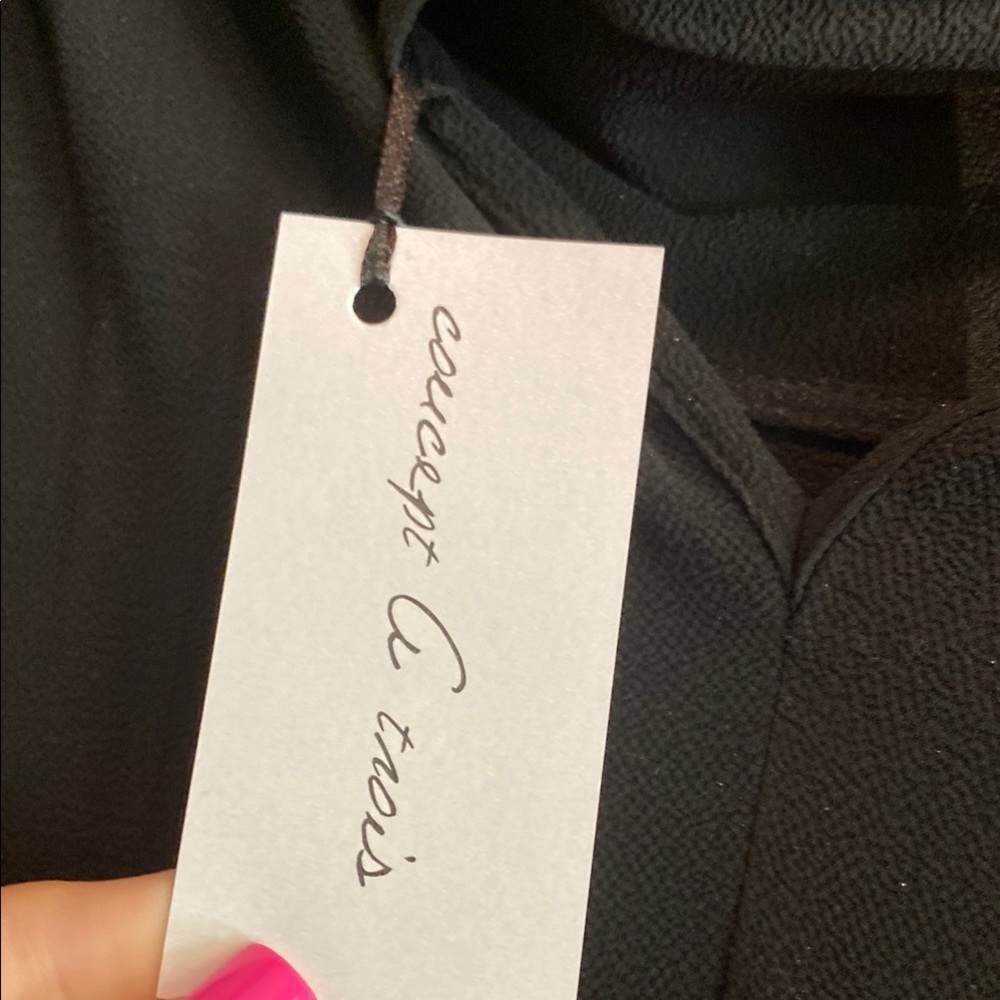 concept à trois